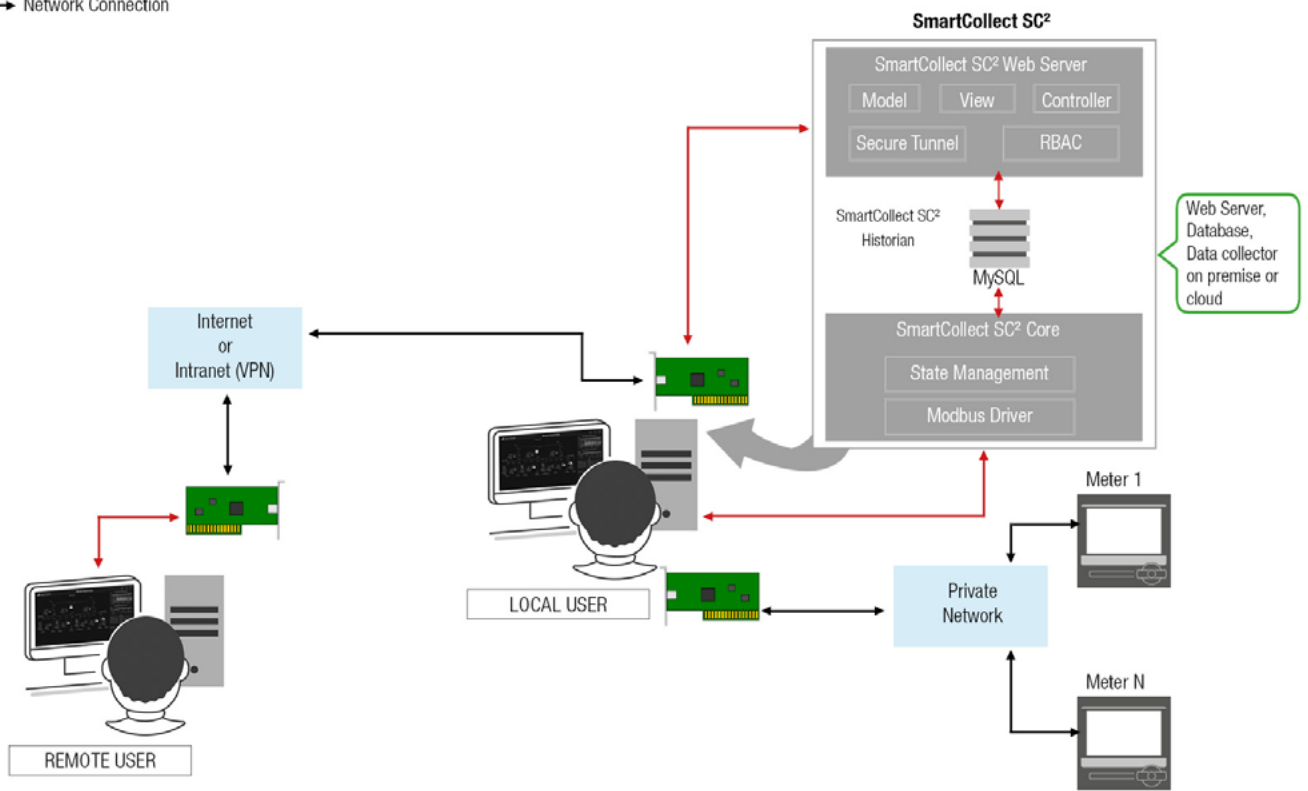 Network Connection
SmartCollect SC²
SmartCollect SC² Web Server
Model
View
Controller
Secure Tunnel
RBAC
SmartCollect SC²
Historian
MySQL
Web Server,
Database,
Data collector
on premise or
cloud
SmartCollect SC² Core
State Management
Modbus Driver
Internet
or
Intranet (VPN)
Meter 1
LOCAL USER
Private
Network
Meter N
REMOTE USER